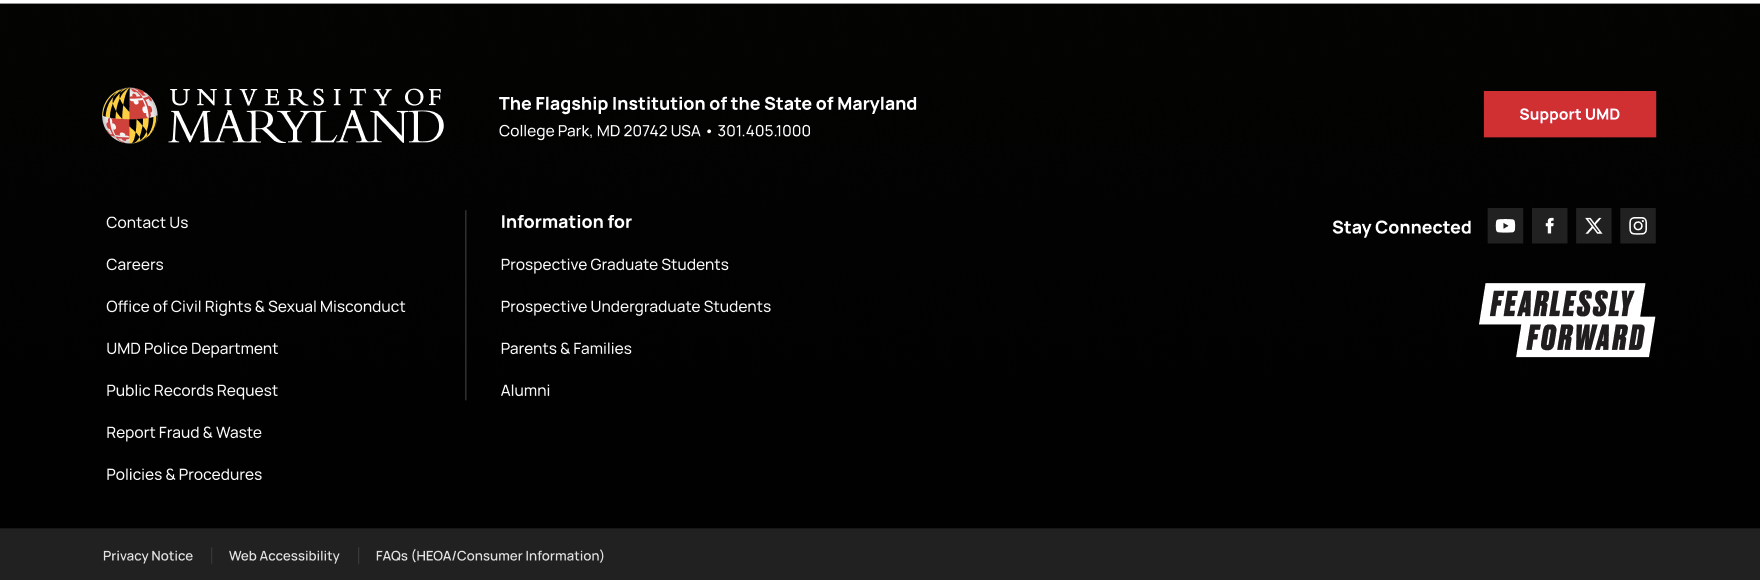 UNIVERSITY OF
MARYLAND
The Flagship Institution of the State of Maryland
College Park, MD 20742 USA • 301.405.1000
Support UMD
Contact Us
Careers
Office of Civil Rights & Sexual Misconduct
UMD Police Department
Public Records Request
Report Fraud & Waste
Policies & Procedures
Information for
Prospective Graduate Students
Prospective Undergraduate Students
Parents & Families
Alumni
Stay Connected
FEARLESSLY
FORWARD
Privacy Notice
Web Accessibility
FAQs (HEOA/Consumer Information)